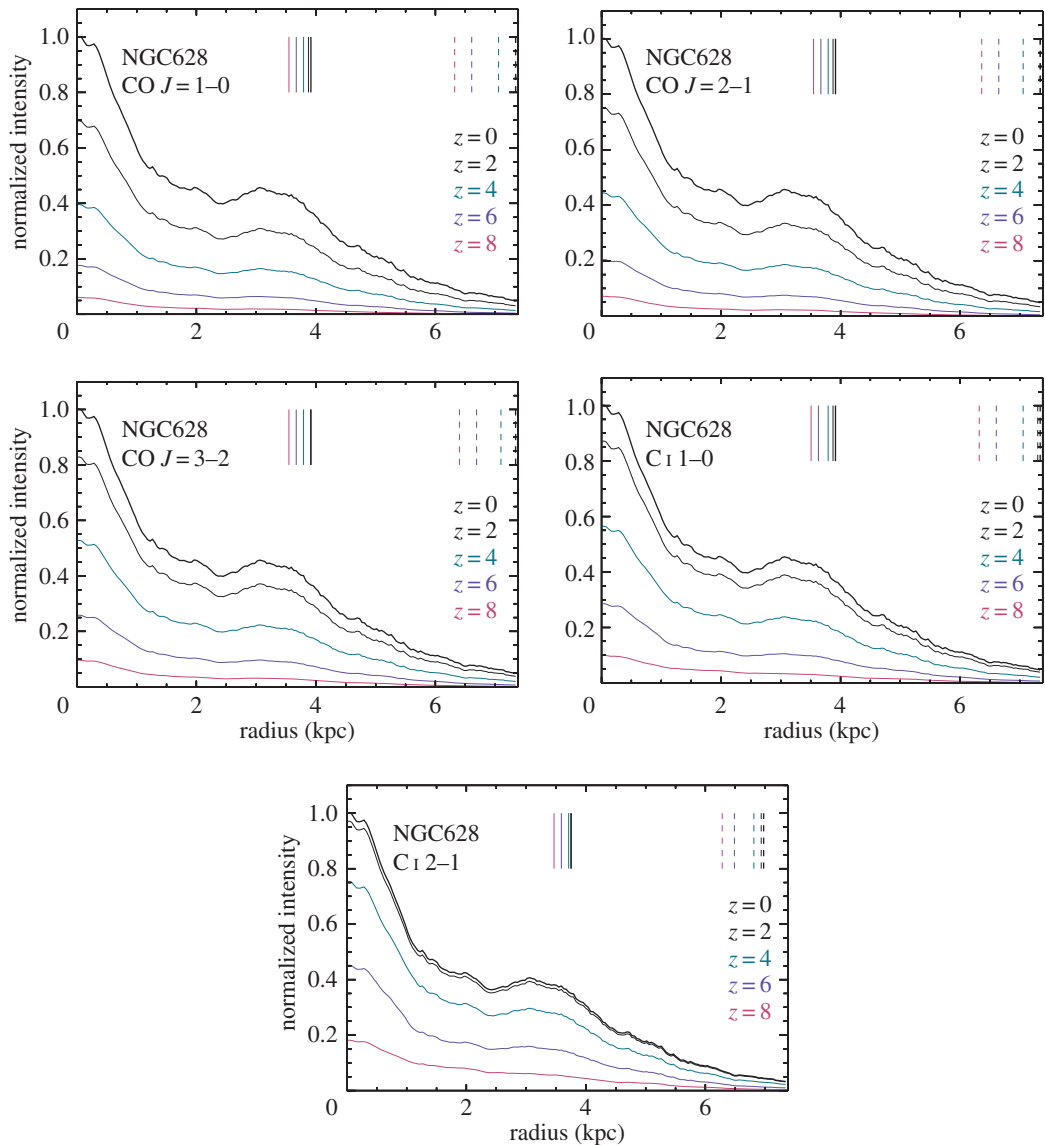 NGC628
CO J = 1–0
z = 0
z = 2
z = 4
z = 6
z = 8
normalized intensity
1.0
0.8
0.6
0.4
0.2
0
2
4
6
NGC628
CO J = 2–1
z = 0
z = 2
z = 4
z = 6
z = 8
1.0
0.8
0.6
0.4
0.2
0
2
4
6
NGC628
CO J = 3–2
z = 0
z = 2
z = 4
z = 6
z = 8
normalized intensity
1.0
0.8
0.6
0.4
0.2
0
2
4
6
radius (kpc)
NGC628
C I 1–0
z = 0
z = 2
z = 4
z = 6
z = 8
1.0
0.8
0.6
0.4
0.2
0
2
4
6
radius (kpc)
NGC628
C I 2–1
z = 0
z = 2
z = 4
z = 6
z = 8
normalized intensity
1.0
0.8
0.6
0.4
0.2
0
2
4
6
radius (kpc)